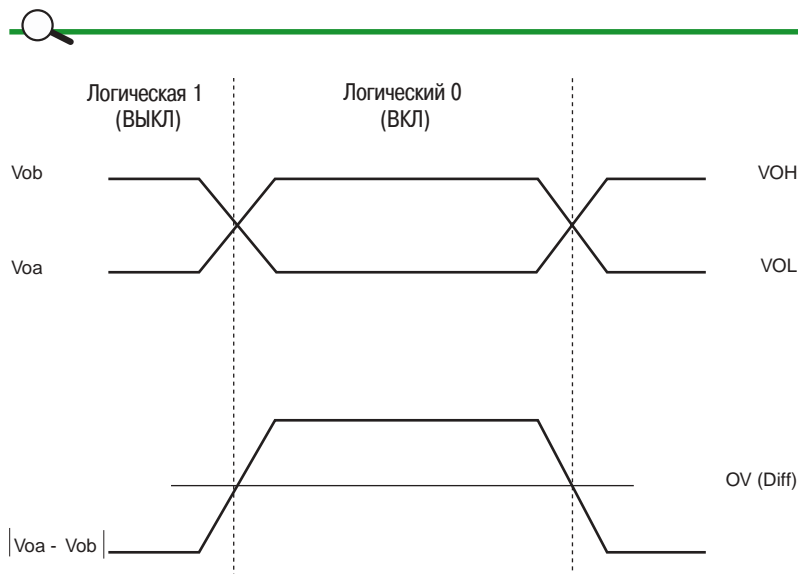 Логическая 1
(ВЫКЛ)
Логический 0
(ВКЛ)
Vob
VOH
Voa
VOL
OV (Diff)
|Voa - Vob|